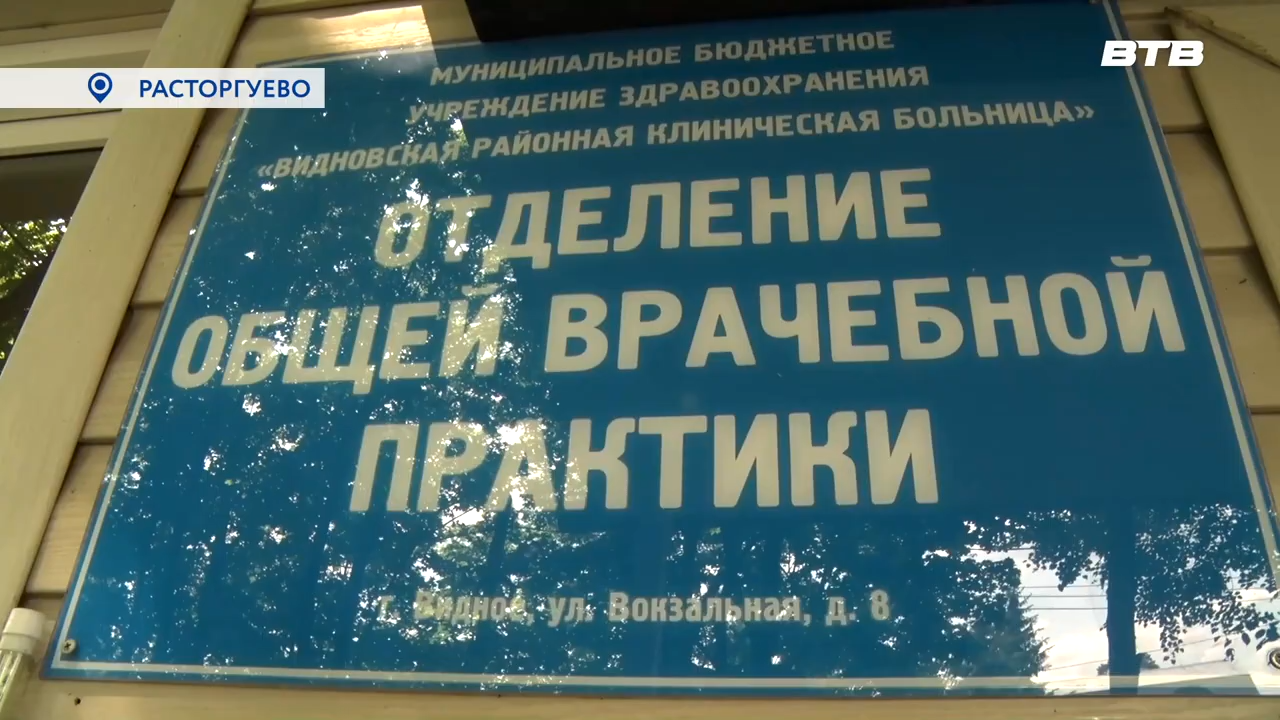 РАСТОРГУЕВО
ВТВ
МУНИЦИПАЛЬНОЕ БЮДЖЕТНОЕ
УЧРЕЖДЕНИЕ ЗДРАВООХРАНЕНИЯ
«ВИДНОВСКАЯ РАЙОННАЯ КЛИНИЧЕСКАЯ БОЛЬНИЦА»
ОТДЕЛЕНИЕ
ОБЩЕЙ ВРАЧЕБНОЙ
ПРАКТИКИ
г. Видное, ул. Вокзальная, д. 8